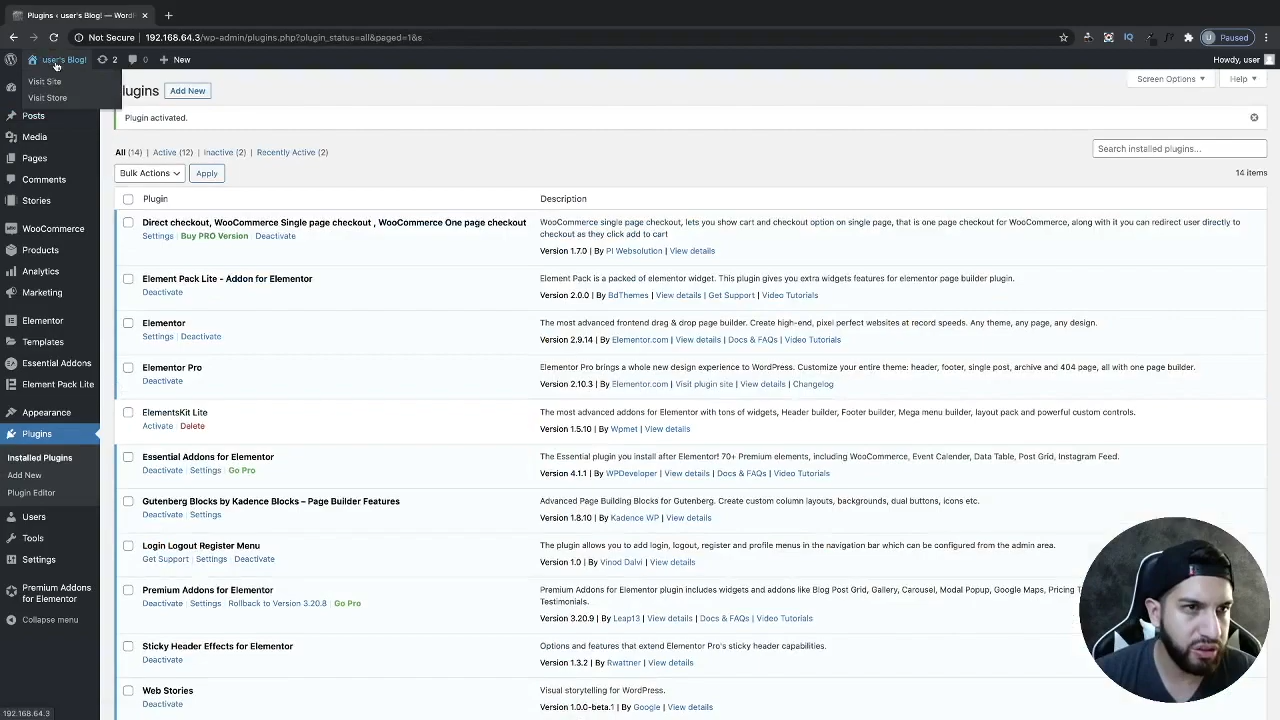 Plugins ‹ user's Blog! — WordP
Not Secure | 192.168.64.3/wp-admin/plugins.php?plugin_status=all&paged=1&s
IQ
f?
U Paused
user's Blog! 2 0 New
Howdy, user
Visit Site
Visit Store
Posts
Media
Pages
Comments
Stories
WooCommerce
Products
Analytics
Marketing
Elementor
Templates
Essential Addons
Element Pack Lite
Appearance
Plugins
Installed Plugins
Add New
Plugin Editor
Users
Tools
Settings
Premium Addons
for Elementor
Collapse menu
192.168.64.3
lugins Add New
Screen Options Help
Plugin activated.
All (14) | Active (12) | Inactive (2) | Recently Active (2)
Search installed plugins...
Bulk Actions Apply
14 items
Plugin Description
Direct checkout, WooCommerce Single page checkout , WooCommerce One page checkout
Settings | Buy PRO Version | Deactivate
WooCommerce single page checkout, lets you show cart and checkout option on single page, that is one page checkout for WooCommerce, along with it you can redirect user directly to
checkout as they click add to cart
Version 1.7.0 | By PI Websolution | View details
Element Pack Lite - Addon for Elementor
Deactivate
Element Pack is a packed of elementor widget. This plugin gives you extra widgets features for elementor page builder plugin.
Version 2.0.0 | By BdThemes | View details | Get Support | Video Tutorials
Elementor
Settings | Deactivate
The most advanced frontend drag & drop page builder. Create high-end, pixel perfect websites at record speeds. Any theme, any page, any design.
Version 2.9.14 | By Elementor.com | View details | Docs & FAQs | Video Tutorials
Elementor Pro
Deactivate
Elementor Pro brings a whole new design experience to WordPress. Customize your entire theme: header, footer, single post, archive and 404 page, all with one page builder.
Version 2.10.3 | By Elementor.com | Visit plugin site | View details | Changelog
ElementsKit Lite
Activate | Delete
The most advanced addons for Elementor with tons of widgets, Header builder, Footer builder, Mega menu builder, layout pack and powerful custom controls.
Version 1.5.10 | By Wpmet | View details
Essential Addons for Elementor
Deactivate | Settings | Go Pro
The Essential plugin you install after Elementor! 70+ Premium elements, including WooCommerce, Event Calender, Data Table, Post Grid, Instagram Feed.
Version 4.1.1 | By WPDeveloper | View details | Docs & FAQs | Video Tutorials
Gutenberg Blocks by Kadence Blocks – Page Builder Features
Deactivate | Settings
Advanced Page Building Blocks for Gutenberg. Create custom column layouts, backgrounds, dual buttons, icons etc.
Version 1.8.10 | By Kadence WP | View details
Login Logout Register Menu
Get Support | Settings | Deactivate
The plugin allows you to add login, logout, register and profile menus in the navigation bar which can be configured from the admin area.
Version 1.0 | By Vinod Dalvi | View details
Premium Addons for Elementor
Deactivate | Settings | Rollback to Version 3.20.8 | Go Pro
Premium Addons for Elementor plugin includes widgets and addons like Blog Post Grid, Gallery, Carousel, Modal Popup, Google Maps, Pricing T
Testimonials.
Version 3.20.9 | By Leap13 | View details | Docs & FAQs | Video Tutorials
Sticky Header Effects for Elementor
Deactivate
Options and features that extend Elementor Pro's sticky header capabilities.
Version 1.3.2 | By Rwattner | View details
Web Stories
Deactivate
Visual storytelling for WordPress.
Version 1.0.0-beta.1 | By Google | View details